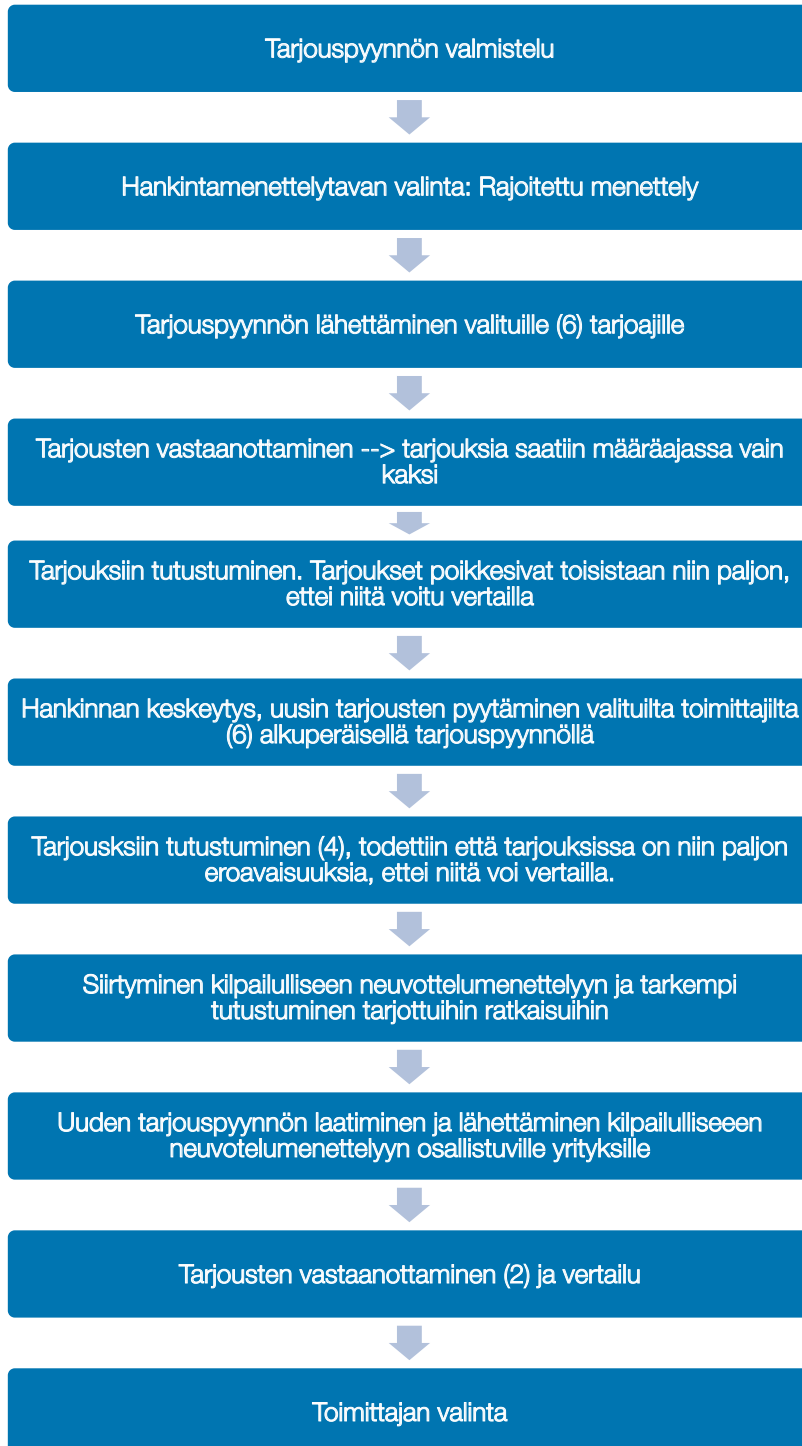 Tarjouspyynnön valmistelu
Hankintamenettelytavan valinta: Rajoitettu menettely
Tarjouspyynnön lähettäminen valituille (6) tarjoajille
Tarjousten vastaanottaminen --> tarjouksia saatiin määräajassa vain
kaksi
Tarjouksiin tutustuminen. Tarjoukset poikkesivat toisistaan niin paljon,
ettei niitä voitu vertailla
Hankinnan keskeytys, uusin tarjousten pyytäminen valituilta toimittajilta
(6) alkuperäisellä tarjouspyynnöllä
Tarjousksiin tutustuminen (4), todettiin että tarjouksissa on niin paljon
eroavaisuuksia, ettei niitä voi vertailla.
Siirtyminen kilpailulliseen neuvottelumenettelyyn ja tarkempi
tutustuminen tarjottuihin ratkaisuihin
Uuden tarjouspyynnön laatiminen ja lähettäminen kilpailulliseeen
neuvotelumenettelyyn osallistuville yrityksille
Tarjousten vastaanottaminen (2) ja vertailu
Toimittajan valinta